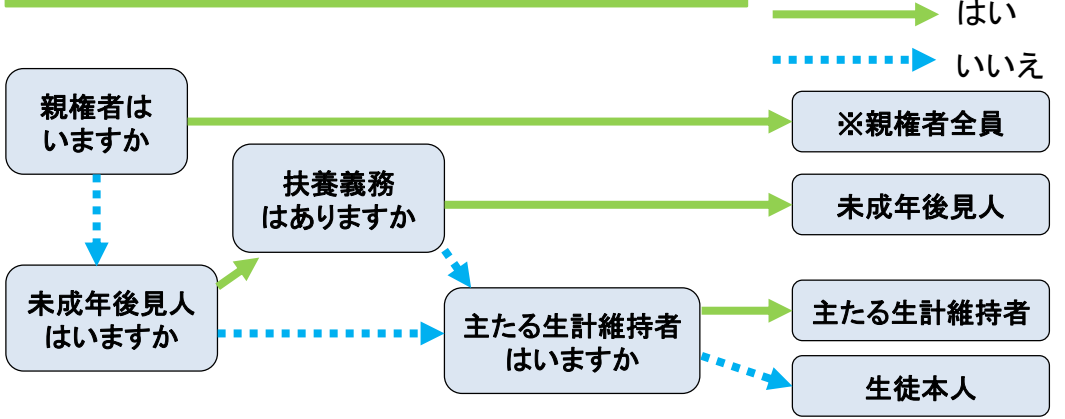 はい
いいえ
親権者は
いますか
※親権者全員
扶養義務
はありますか
未成年後見人
未成年後見人
はいますか
主たる生計維持者
はいますか
主たる生計維持者
生徒本人